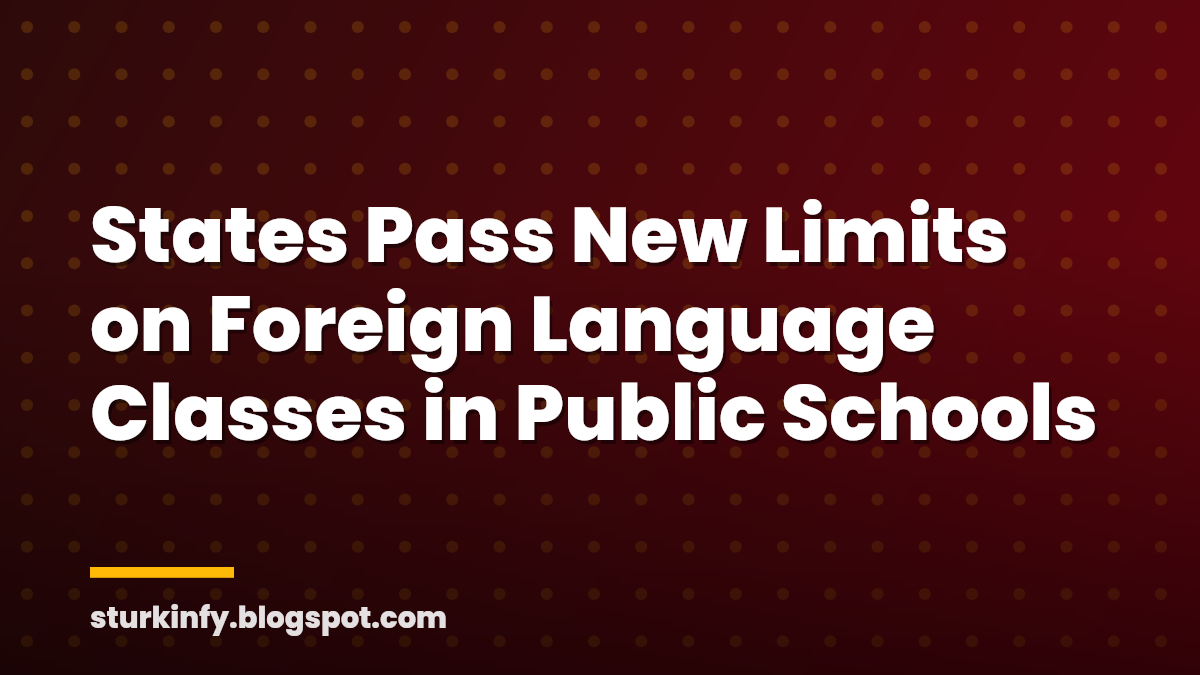 States Pass New Limits
on Foreign Language
Classes in Public Schools
sturkinfy.blogspot.com